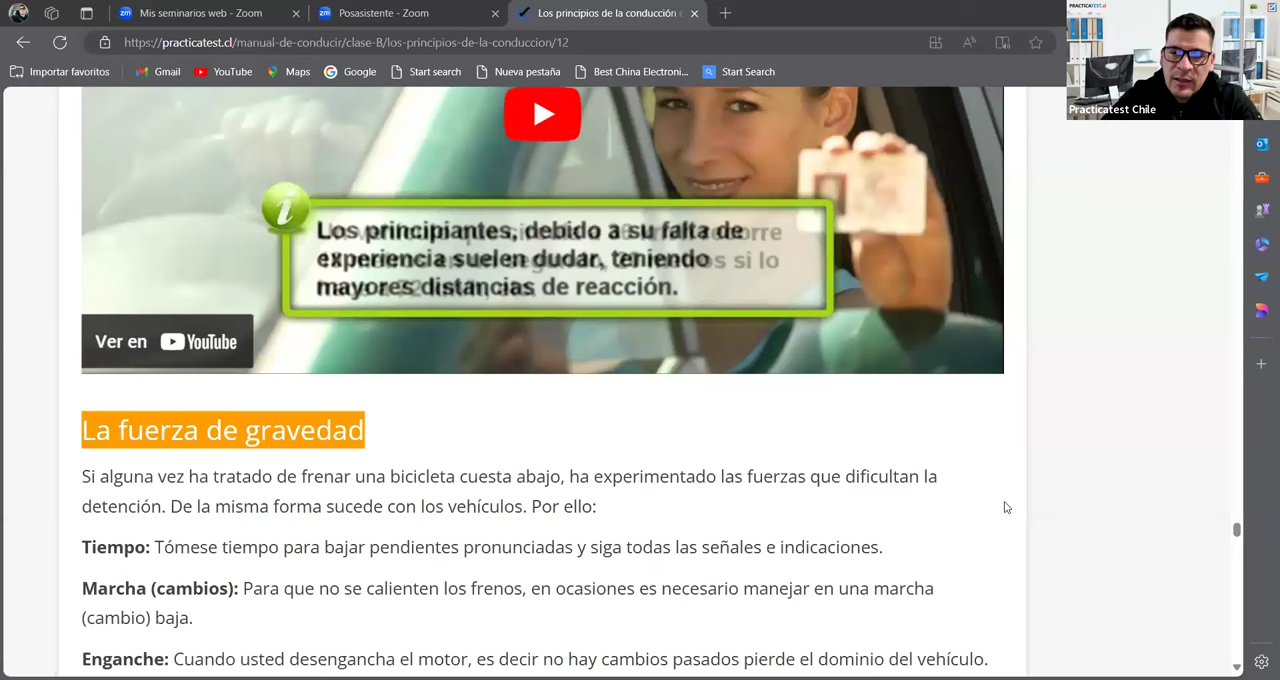 Mis seminarios web - Zoom
Posasistente - Zoom
Los principios de la conducción
https://practicatest.cl/manual-de-conducir/clase-B/los-principios-de-la-conduccion/12
Importar favoritos
Gmail
YouTube
Maps
Google
Start search
Nueva pestaña
Best China Electroni...
Start Search
PRACTICATEST.cl
Practicatest Chile
Los principiantes, debido a su falta de
experiencia suelen dudar, teniendo
mayores distancias de reacción.
Ver en YouTube
La fuerza de gravedad
Si alguna vez ha tratado de frenar una bicicleta cuesta abajo, ha experimentado las fuerzas que dificultan la
detención. De la misma forma sucede con los vehículos. Por ello:
Tiempo: Tómese tiempo para bajar pendientes pronunciadas y siga todas las señales e indicaciones.
Marcha (cambios): Para que no se calienten los frenos, en ocasiones es necesario manejar en una marcha
(cambio) baja.
Enganche: Cuando usted desengancha el motor, es decir no hay cambios pasados pierde el dominio del vehículo.